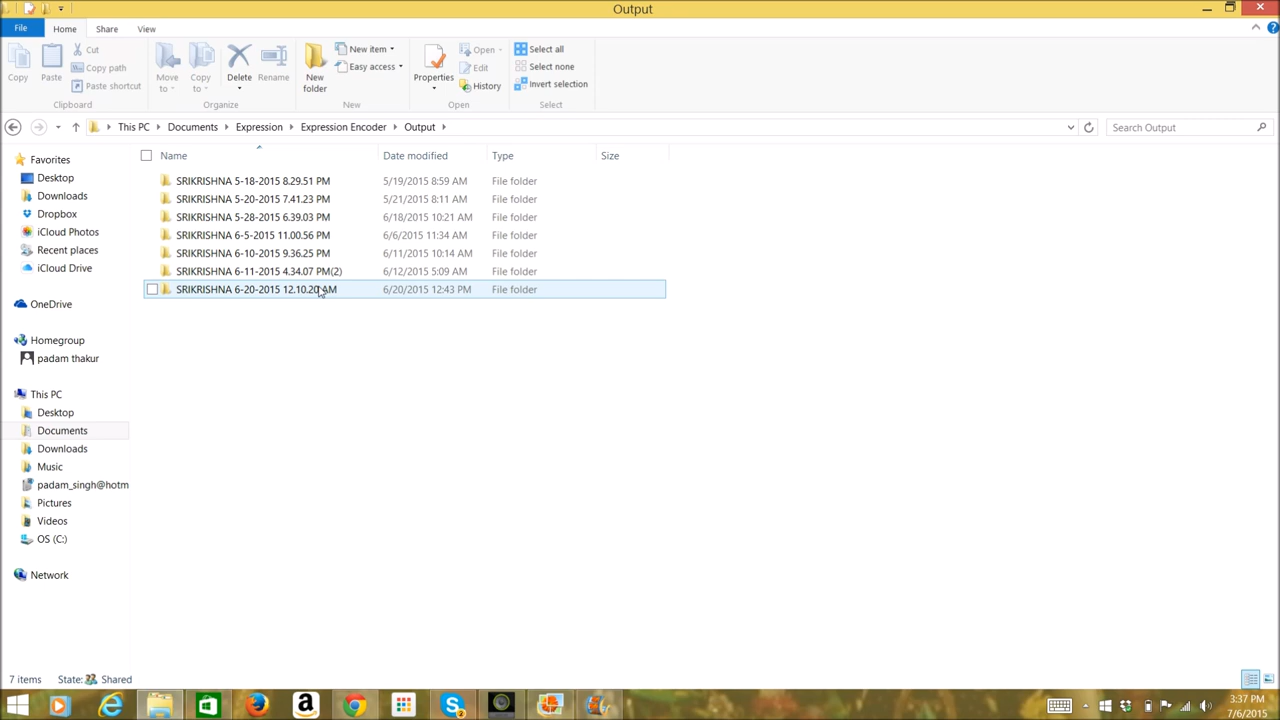 Output
File Home Share View
Copy Paste Cut Copy path Paste shortcut Move to Copy to Delete Rename New folder New item Easy access Properties Open Edit History Select all Select none Invert selection
Clipboard Organize New Open Select
This PC Documents Expression Expression Encoder Output Search Output
Name Date modified Type Size
SRIKRISHNA 5-18-2015 8.29.51 PM 5/19/2015 8:59 AM File folder
SRIKRISHNA 5-20-2015 7.41.23 PM 5/21/2015 8:11 AM File folder
SRIKRISHNA 5-28-2015 6.39.03 PM 6/18/2015 10:21 AM File folder
SRIKRISHNA 6-5-2015 11.00.56 PM 6/6/2015 11:34 AM File folder
SRIKRISHNA 6-10-2015 9.36.25 PM 6/11/2015 10:14 AM File folder
SRIKRISHNA 6-11-2015 4.34.07 PM(2) 6/12/2015 5:09 AM File folder
SRIKRISHNA 6-20-2015 12.10.20 AM 6/20/2015 12:43 PM File folder
Favorites
Desktop
Downloads
Dropbox
iCloud Photos
Recent places
iCloud Drive
OneDrive
Homegroup
padam thakur
This PC
Desktop
Documents
Downloads
Music
padam_singh@hotm
Pictures
Videos
OS (C:)
Network
7 items State: Shared
3:37 PM
7/6/2015